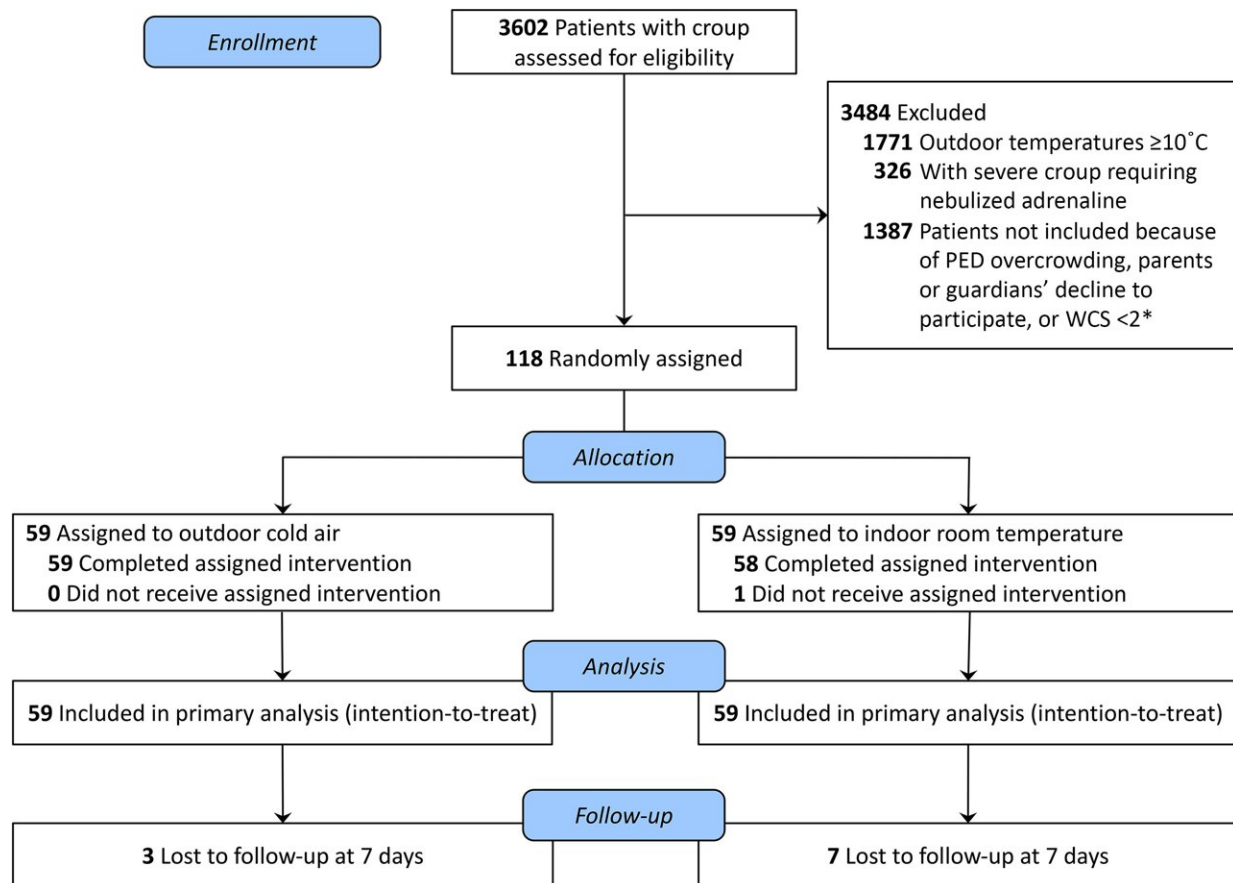 Enrollment
3602 Patients with croup
assessed for eligibility
3484 Excluded
1771 Outdoor temperatures ≥10˚C
326 With severe croup requiring
nebulized adrenaline
1387 Patients not included because
of PED overcrowding, parents
or guardians’ decline to
participate, or WCS <2*
118 Randomly assigned
Allocation
59 Assigned to outdoor cold air
59 Completed assigned intervention
0 Did not receive assigned intervention
59 Assigned to indoor room temperature
58 Completed assigned intervention
1 Did not receive assigned intervention
Analysis
59 Included in primary analysis (intention-to-treat)
59 Included in primary analysis (intention-to-treat)
Follow-up
3 Lost to follow-up at 7 days
7 Lost to follow-up at 7 days